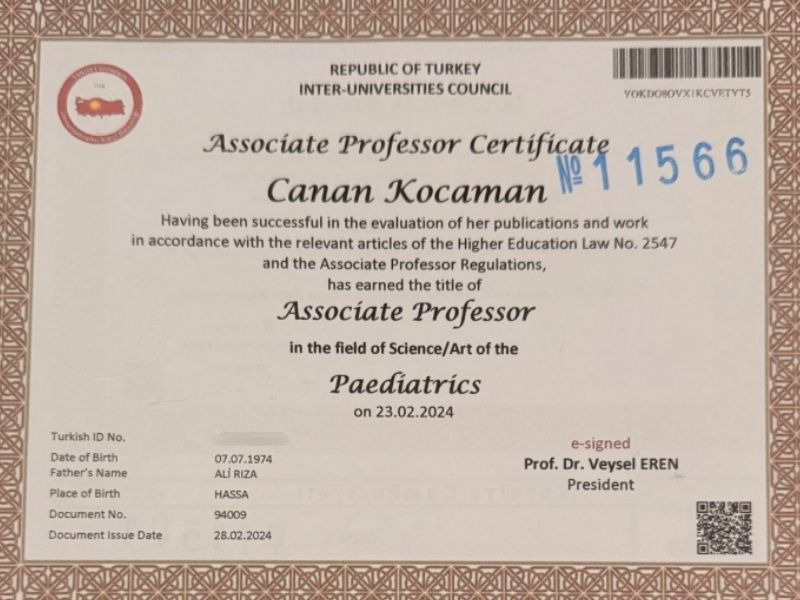 REPUBLIC OF TURKEY
INTER-UNIVERSITIES COUNCIL
Associate Professor Certificate
№ 11566
Canan Kocaman
Having been successful in the evaluation of her publications and work
in accordance with the relevant articles of the Higher Education Law No. 2547
and the Associate Professor Regulations,
has earned the title of
Associate Professor
in the field of Science/Art of the
Paediatrics
on 23.02.2024
Turkish ID No.
Date of Birth 07.07.1974
Father's Name ALİ RIZA
Place of Birth HASSA
Document No. 94009
Document Issue Date 28.02.2024
e-signed
Prof. Dr. Veysel EREN
President